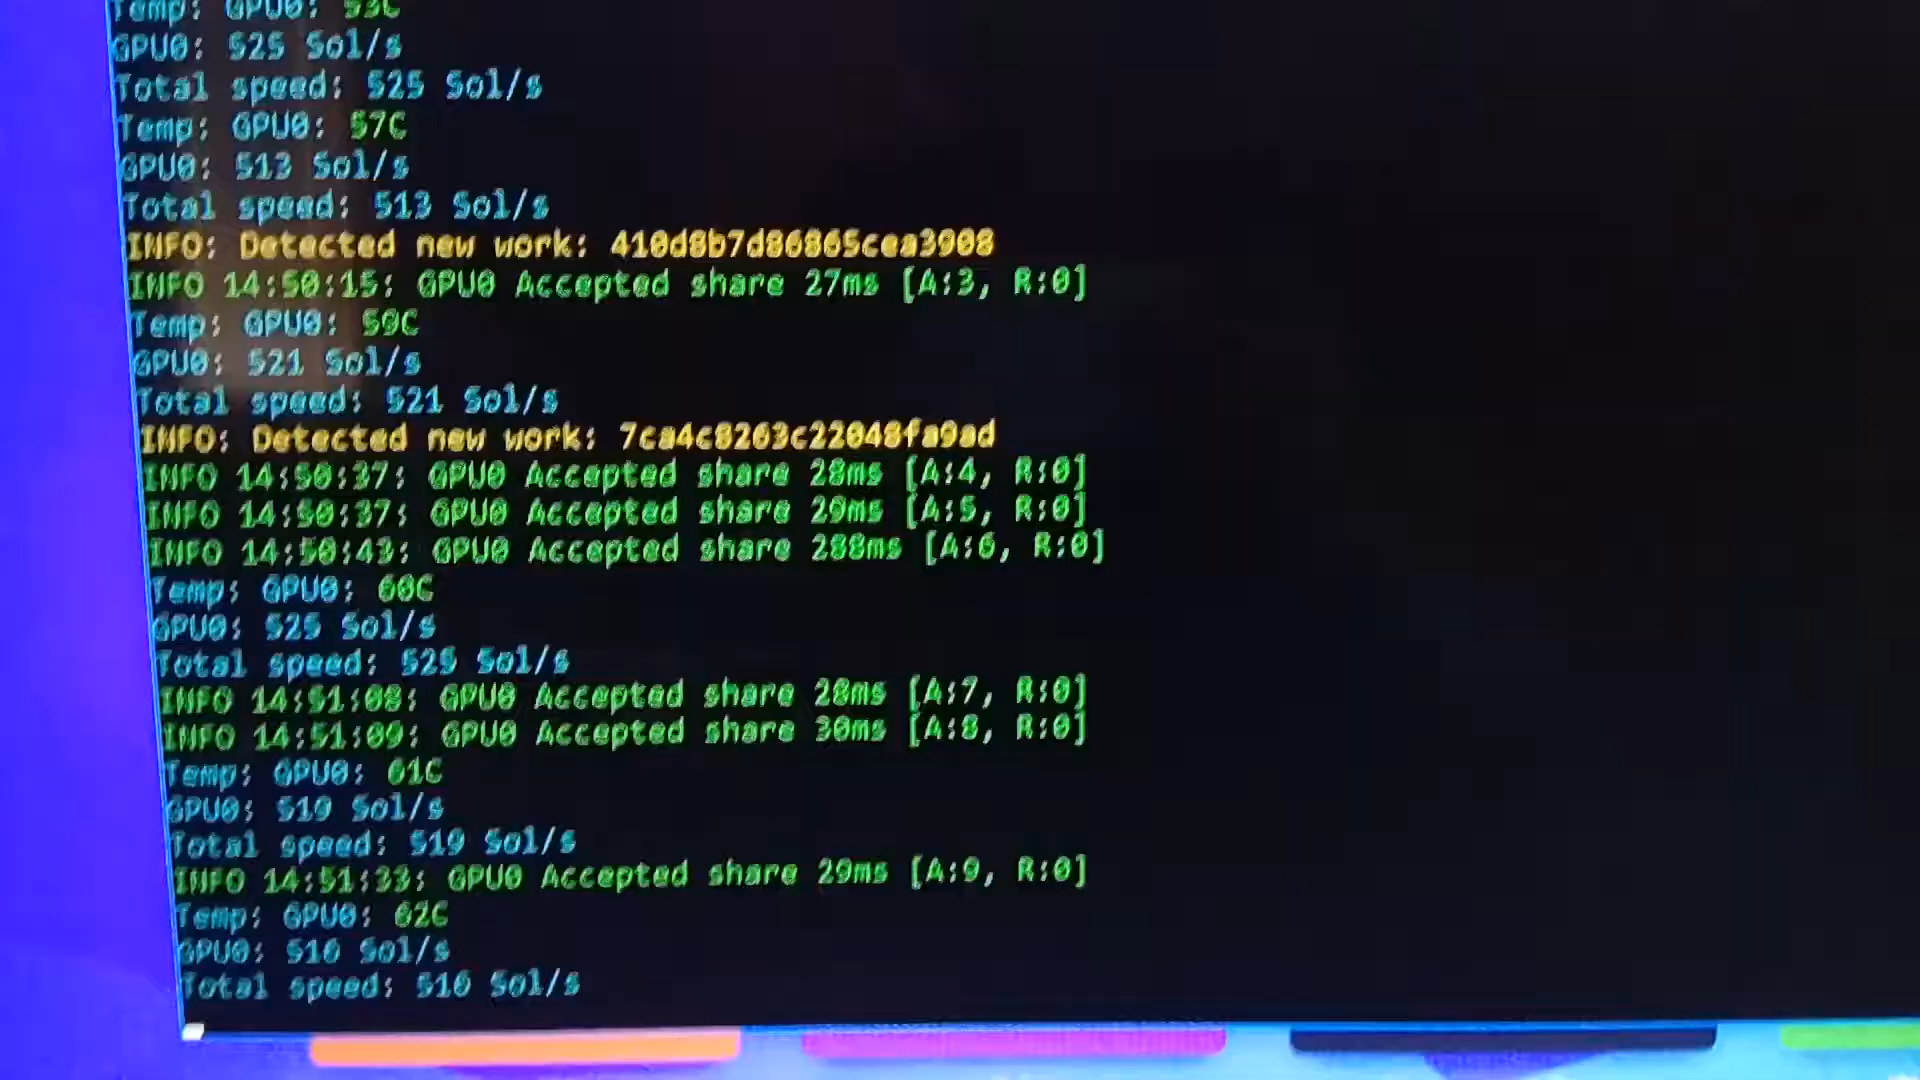 Temp: GPU0: 53C
GPU0: 525 Sol/s
Total speed: 525 Sol/s
Temp: GPU0: 57C
GPU0: 513 Sol/s
Total speed: 513 Sol/s
INFO: Detected new work: 410d8b7d86865cea3908
INFO 14:50:15: GPU0 Accepted share 27ms [A:3, R:0]
Temp: GPU0: 59C
GPU0: 521 Sol/s
Total speed: 521 Sol/s
INFO: Detected new work: 7ca4c8263c22048fa9ad
INFO 14:50:37: GPU0 Accepted share 28ms [A:4, R:0]
INFO 14:50:37: GPU0 Accepted share 29ms [A:5, R:0]
INFO 14:50:43: GPU0 Accepted share 288ms [A:6, R:0]
Temp: GPU0: 60C
GPU0: 525 Sol/s
Total speed: 525 Sol/s
INFO 14:51:08: GPU0 Accepted share 28ms [A:7, R:0]
INFO 14:51:09: GPU0 Accepted share 30ms [A:8, R:0]
Temp: GPU0: 61C
GPU0: 519 Sol/s
Total speed: 519 Sol/s
INFO 14:51:33: GPU0 Accepted share 29ms [A:9, R:0]
Temp: GPU0: 62C
GPU0: 516 Sol/s
Total speed: 516 Sol/s